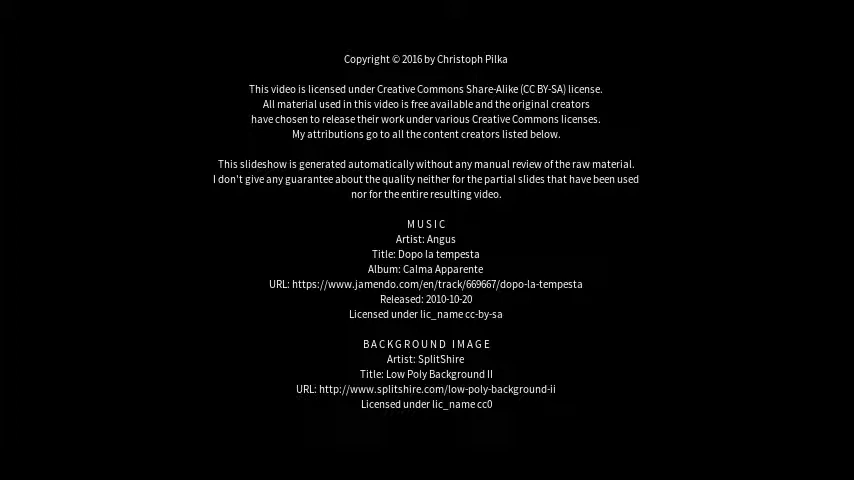 Copyright © 2016 by Christoph Pilka
This video is licensed under Creative Commons Share-Alike (CC BY-SA) license.
All material used in this video is free available and the original creators
have chosen to release their work under various Creative Commons licenses.
My attributions go to all the content creators listed below.
This slideshow is generated automatically without any manual review of the raw material.
I don't give any guarantee about the quality neither for the partial slides that have been used
nor for the entire resulting video.
MUSIC
Artist: Angus
Title: Dopo la tempesta
Album: Calma Apparente
URL: https://www.jamendo.com/en/track/669667/dopo-la-tempesta
Released: 2010-10-20
Licensed under lic_name cc-by-sa
BACKGROUND IMAGE
Artist: SplitShire
Title: Low Poly Background II
URL: http://www.splitshire.com/low-poly-background-ii
Licensed under lic_name cc0